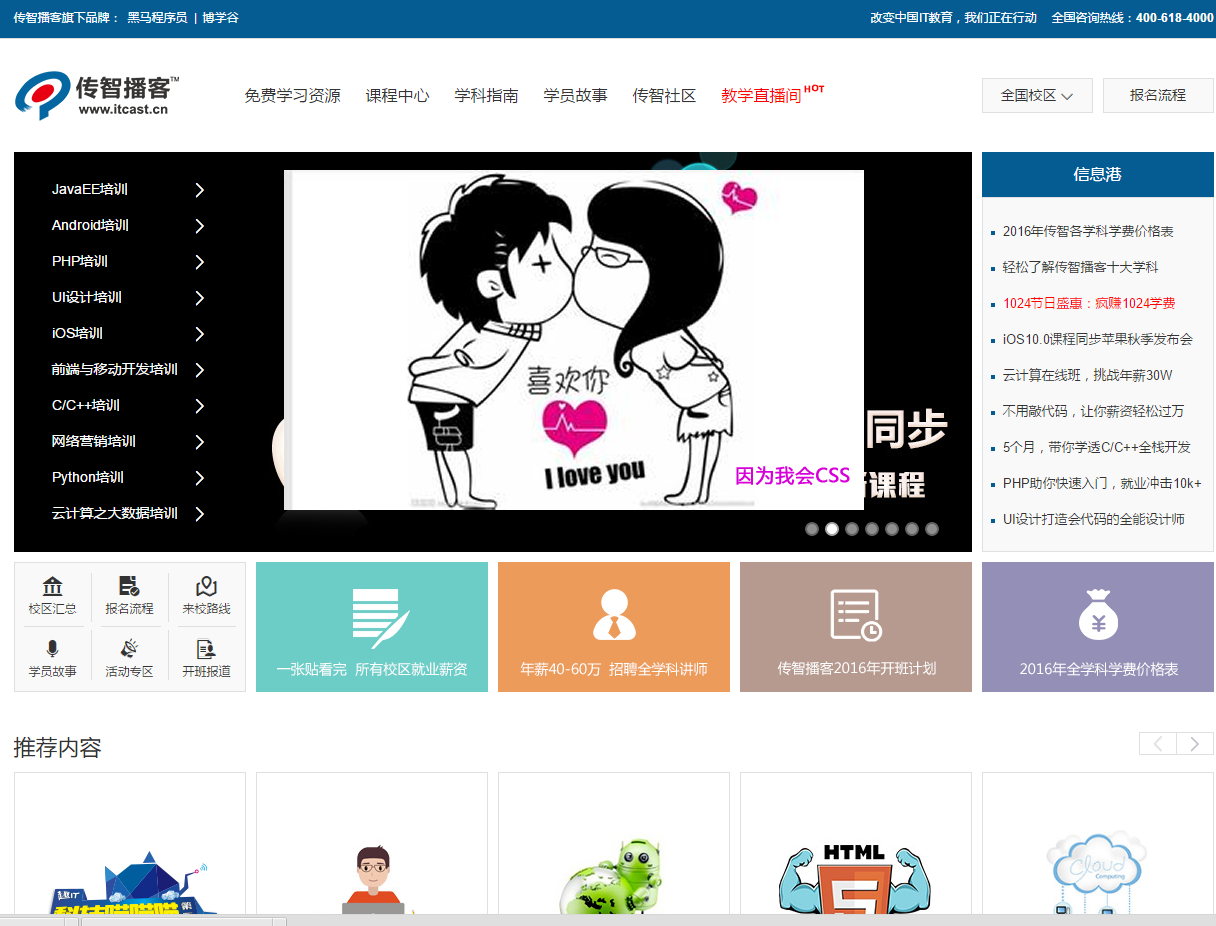 传智播客旗下品牌： 黑马程序员 | 博学谷
改变中国IT教育，我们正在行动 全国咨询热线：400-618-4000
传智播客™
www.itcast.cn
免费学习资源 课程中心 学科指南 学员故事 传智社区 教学直播间 HOT
全国校区 报名流程
JavaEE培训
Android培训
PHP培训
UI设计培训
iOS培训
前端与移动开发培训
C/C++培训
网络营销培训
Python培训
云计算之大数据培训
喜欢你
I love you
因为我会CSS
同步
课程
信息港
2016年传智各学科学费价格表
轻松了解传智播客十大学科
1024节日盛惠：疯赚1024学费
iOS10.0课程同步苹果秋季发布会
云计算在线班，挑战年薪30W
不用敲代码，让你薪资轻松过万
5个月，带你学透C/C++全栈开发
PHP助你快速入门，就业冲击10k+
UI设计打造会代码的全能设计师
校区汇总 报名流程 来校路线
学员故事 活动专区 开班报道
一张贴看完 所有校区就业薪资
年薪40-60万 招聘全学科讲师
传智播客2016年开班计划
¥
2016年全学科学费价格表
推荐内容
HTML
5
cloud
Computing